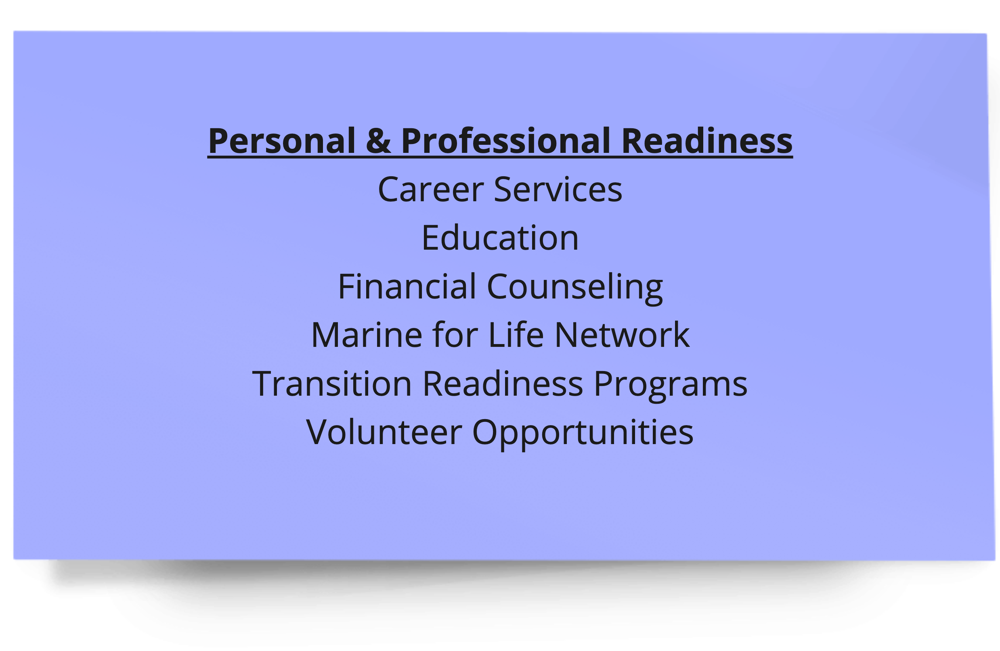 Personal & Professional Readiness
Career Services
Education
Financial Counseling
Marine for Life Network
Transition Readiness Programs
Volunteer Opportunities